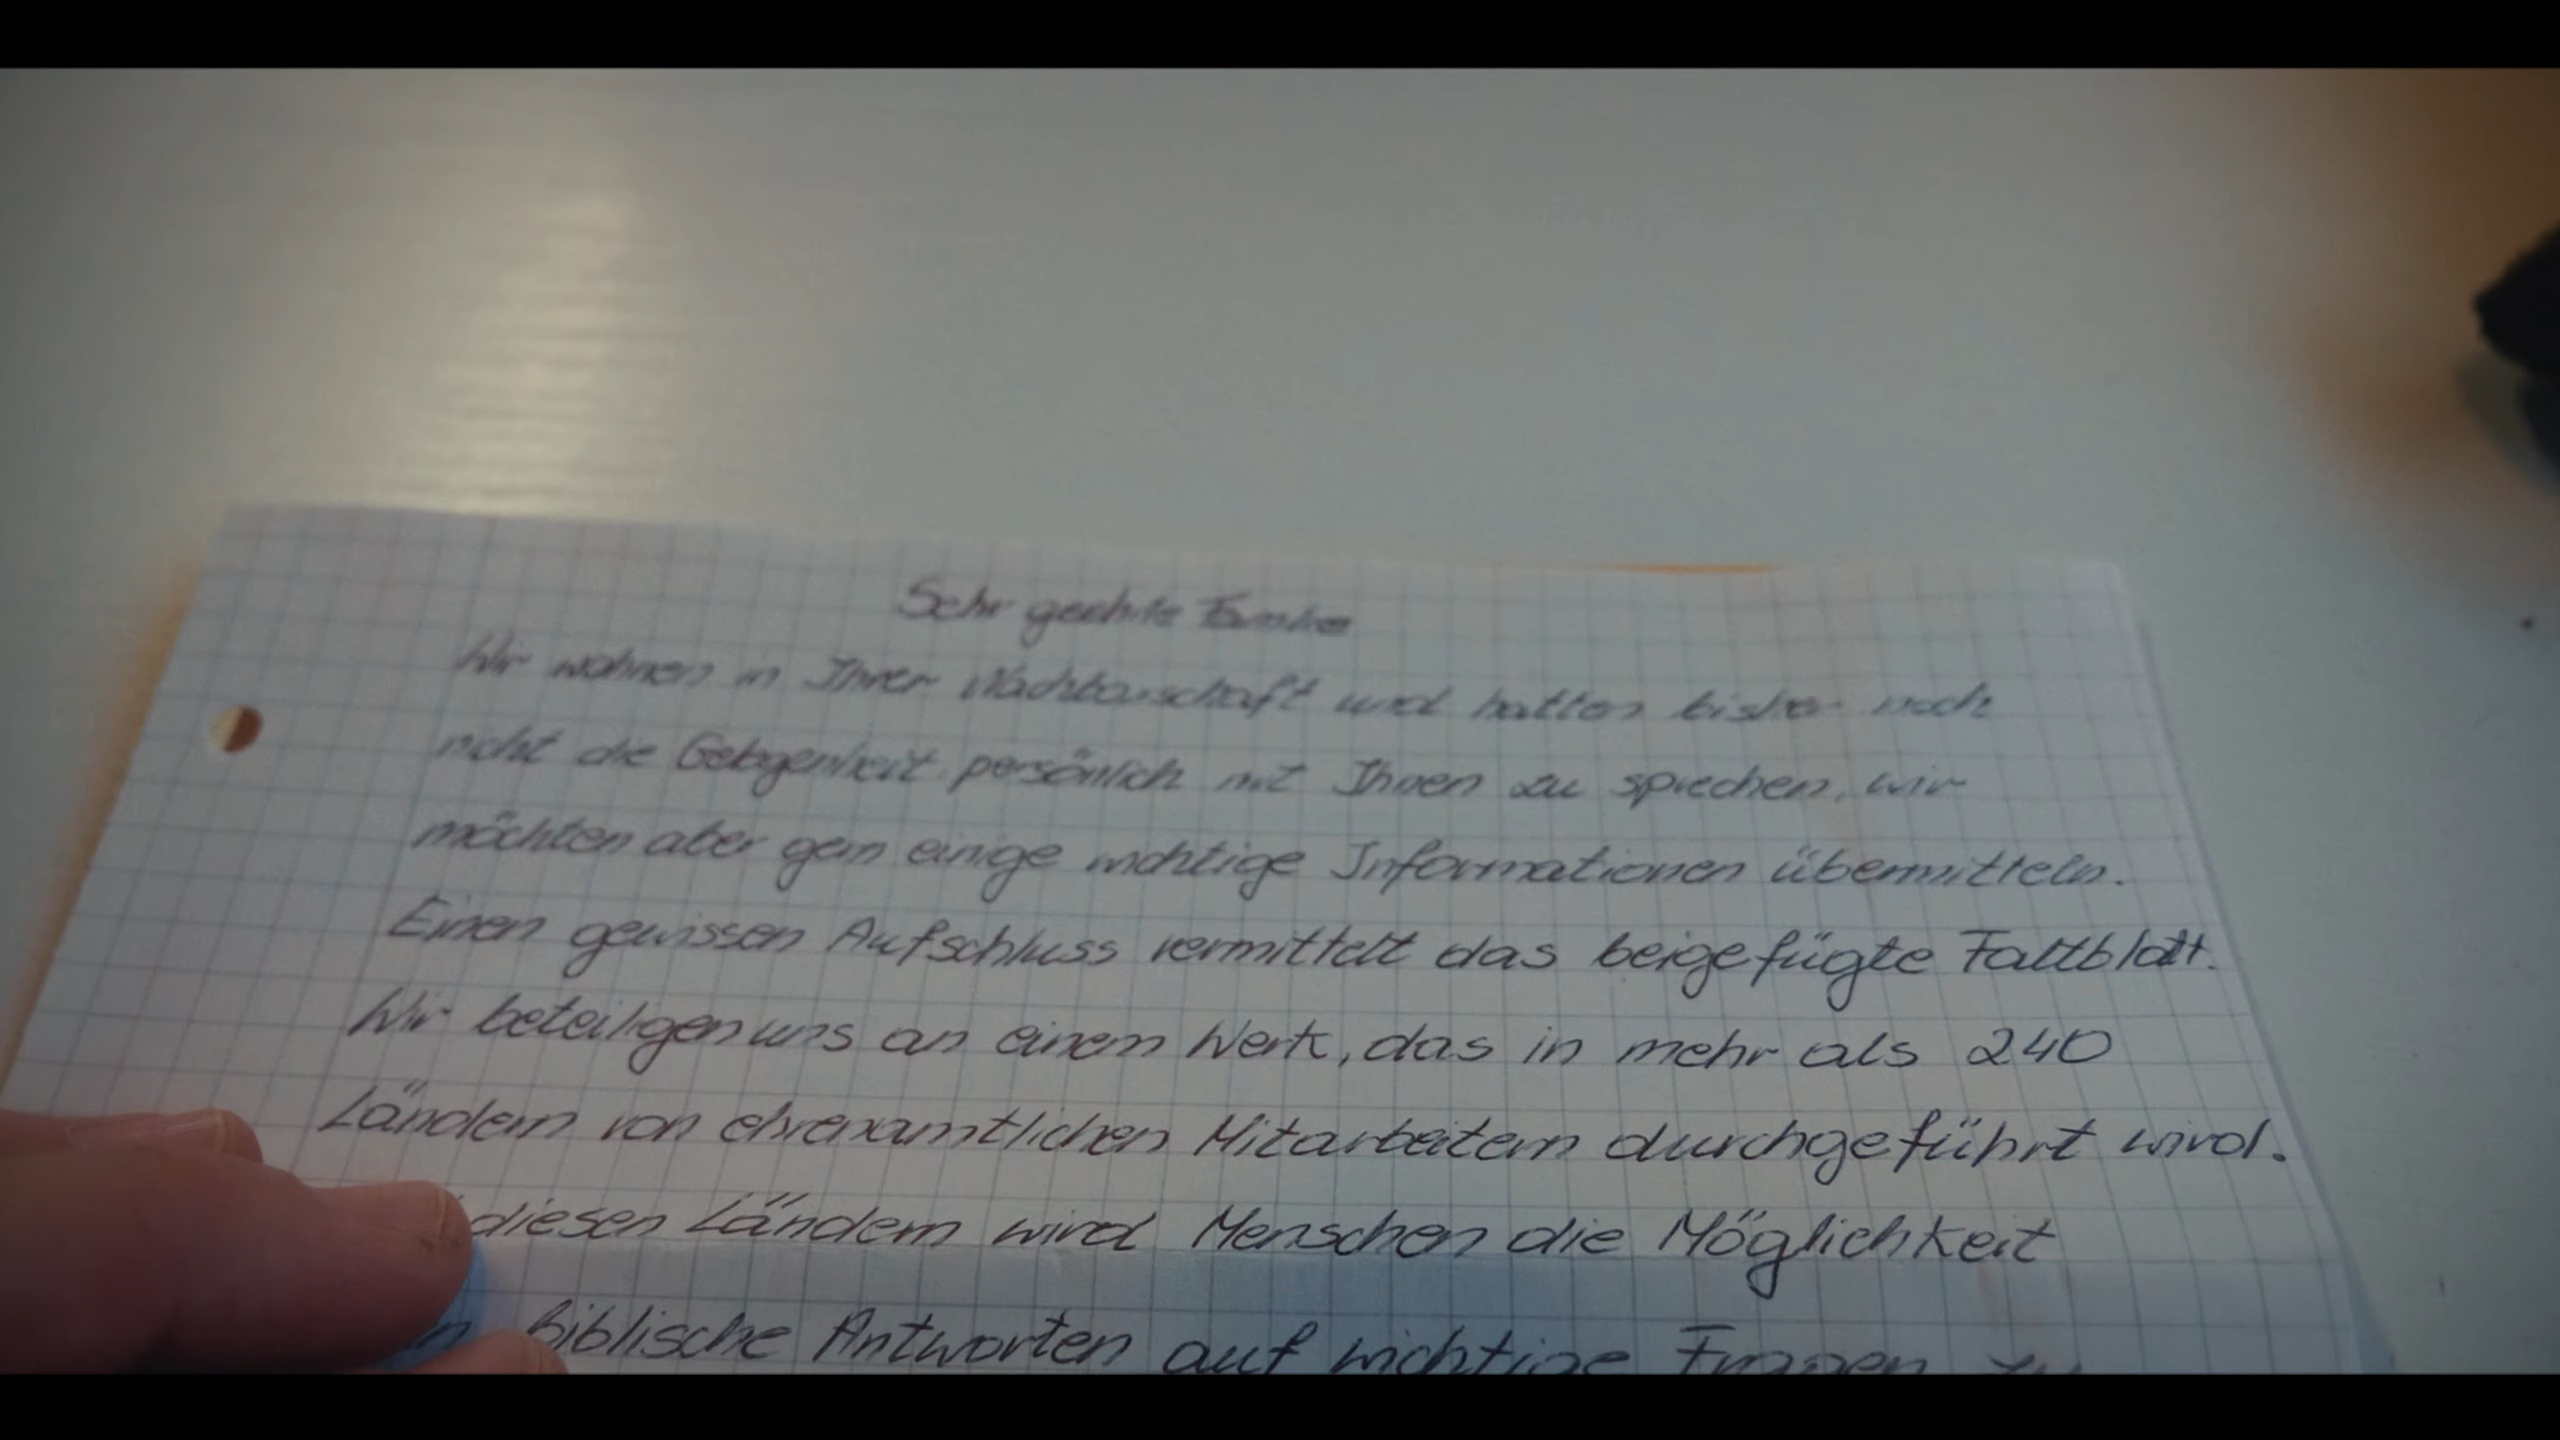 Sehr geehrte Familie
Wir wohnen in Ihrer Nachbarschaft und hatten bisher noch
nicht die Gelegenheit persönlich mit Ihnen zu sprechen, wir
möchten aber gern einige wichtige Informationen übermitteln.
Einen gewissen Aufschluss vermittelt das beigefügte Faltblatt.
Wir beteiligen uns an einem Werk, das in mehr als 240
Ländern von ehrenamtlichen Mitarbeitern durchgeführt wird.
diesen Ländern wird Menschen die Möglichkeit
Biblische Antworten auf wichtige Fragen zu